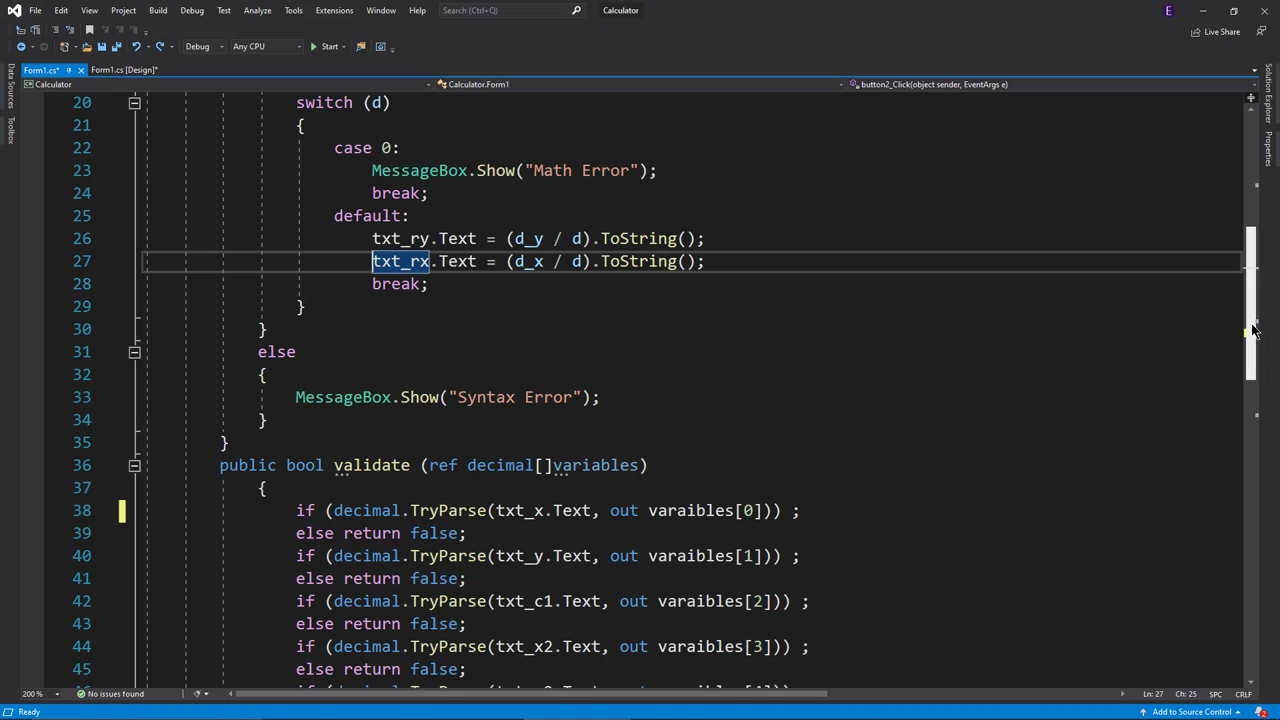 File Edit View Project Build Debug Test Analyze Tools Extensions Window Help Search (Ctrl+Q) Calculator E
Live Share
Debug Any CPU Start
Form1.cs* Form1.cs [Design]*
Calculator Calculator.Form1 button2_Click(object sender, EventArgs e)
Data Sources
Toolbox
Solution Explorer
Properties
20 switch (d)
21 {
22 case 0:
23 MessageBox.Show("Math Error");
24 break;
25 default:
26 txt_ry.Text = (d_y / d).ToString();
27 txt_rx.Text = (d_x / d).ToString();
28 break;
29 }
30 }
31 else
32 {
33 MessageBox.Show("Syntax Error");
34 }
35 }
36 public bool validate (ref decimal[]variables)
37 {
38 if (decimal.TryParse(txt_x.Text, out varaibles[0])) ;
39 else return false;
40 if (decimal.TryParse(txt_y.Text, out varaibles[1])) ;
41 else return false;
42 if (decimal.TryParse(txt_c1.Text, out varaibles[2])) ;
43 else return false;
44 if (decimal.TryParse(txt_x2.Text, out varaibles[3])) ;
45 else return false;
200 % No issues found Ln: 27 Ch: 25 SPC CRLF
Ready Add to Source Control 2